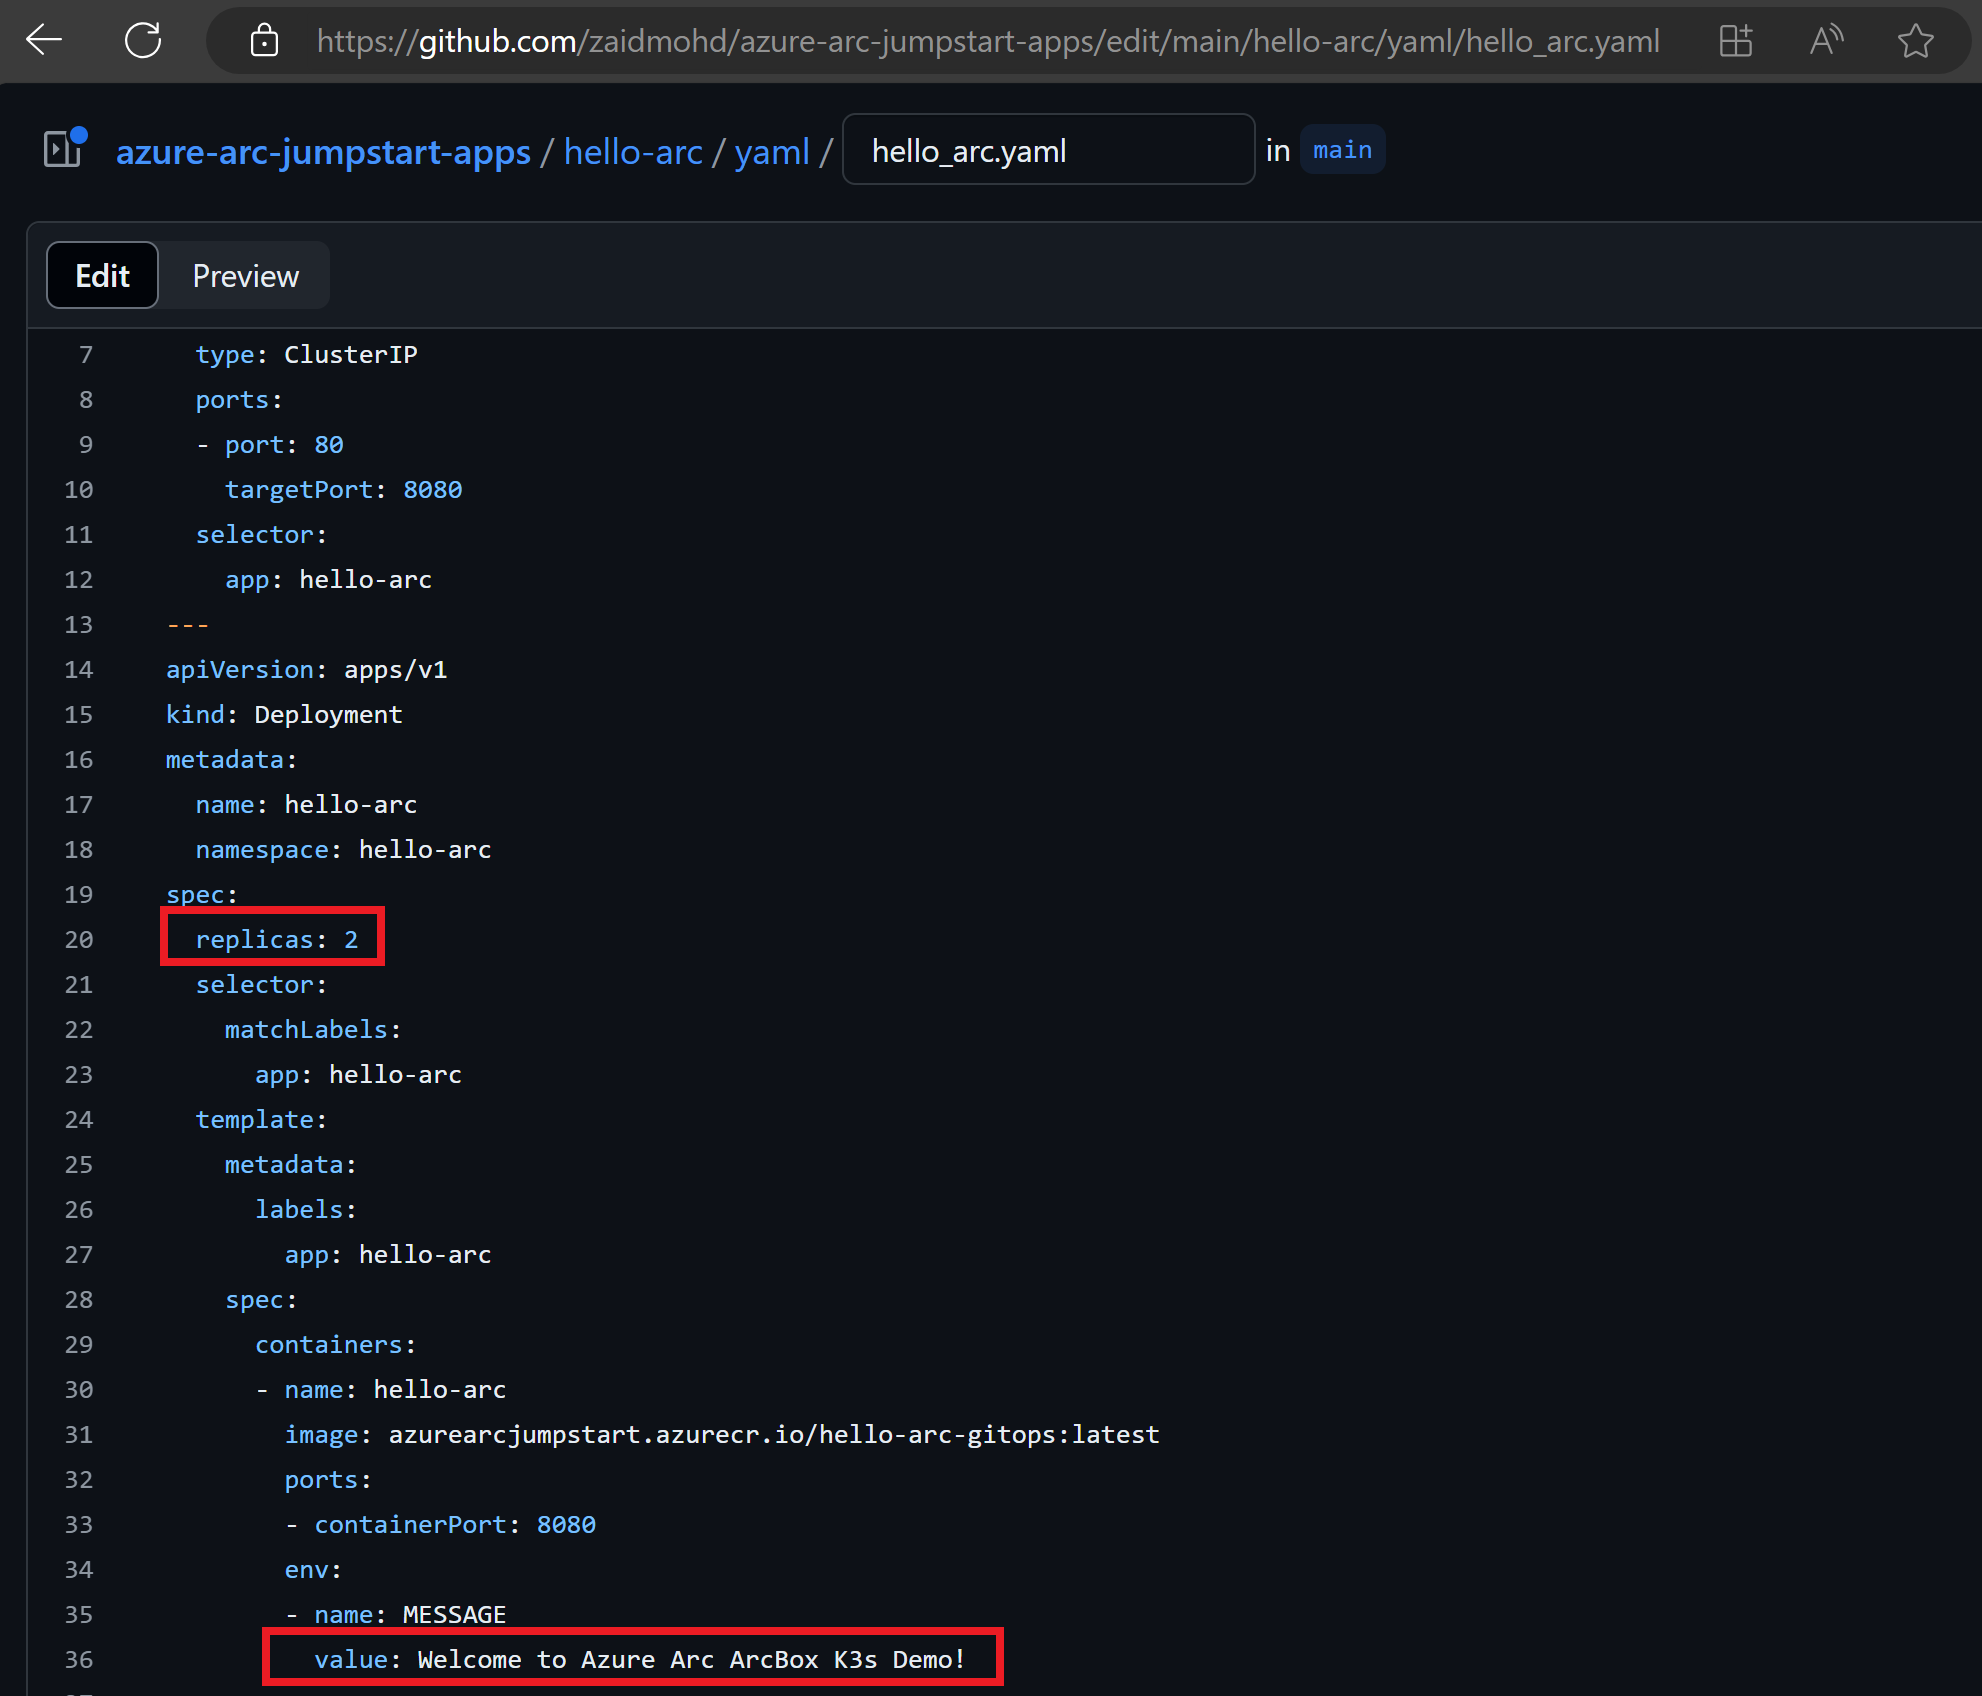 https://github.com/zaidmohd/azure-arc-jumpstart-apps/edit/main/hello-arc/yaml/hello_arc.yaml
azure-arc-jumpstart-apps / hello-arc / yaml / hello_arc.yaml in main
Edit Preview
7 type: ClusterIP
8 ports:
9 - port: 80
10 targetPort: 8080
11 selector:
12 app: hello-arc
13 ---
14 apiVersion: apps/v1
15 kind: Deployment
16 metadata:
17 name: hello-arc
18 namespace: hello-arc
19 spec:
20 replicas: 2
21 selector:
22 matchLabels:
23 app: hello-arc
24 template:
25 metadata:
26 labels:
27 app: hello-arc
28 spec:
29 containers:
30 - name: hello-arc
31 image: azurearcjumpstart.azurecr.io/hello-arc-gitops:latest
32 ports:
33 - containerPort: 8080
34 env:
35 - name: MESSAGE
36 value: Welcome to Azure Arc ArcBox K3s Demo!